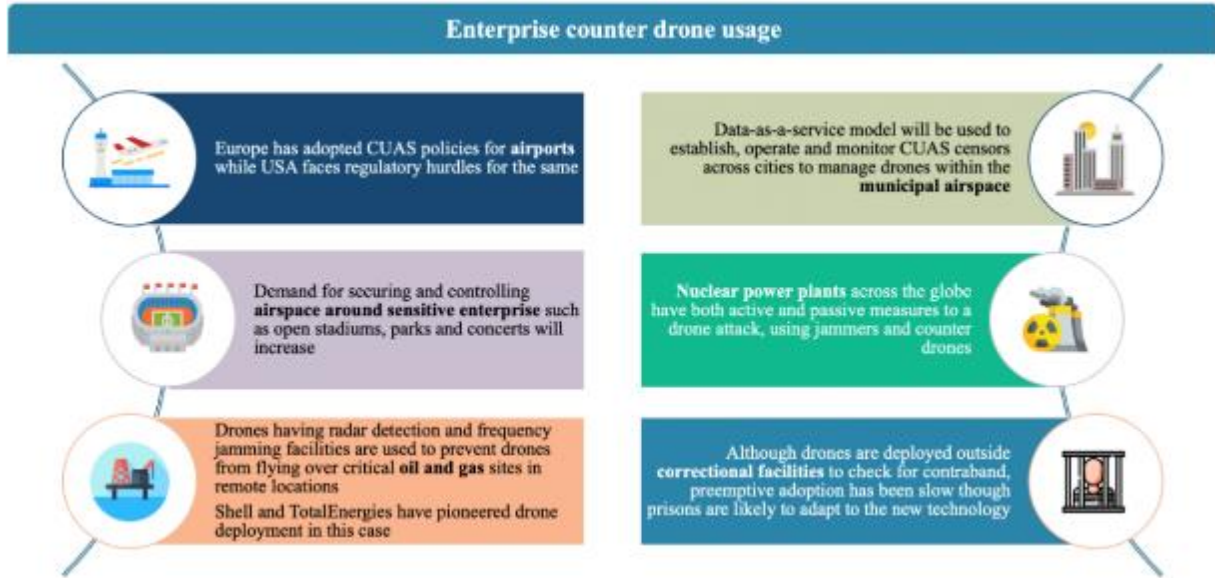 Enterprise counter drone usage
Europe has adopted CUAS policies for airports
while USA faces regulatory hurdles for the same
Demand for securing and controlling
airspace around sensitive enterprise such
as open stadiums, parks and concerts will
increase
Drones having radar detection and frequency
jamming facilities are used to prevent drones
from flying over critical oil and gas sites in
remote locations
Shell and TotalEnergies have pioneered drone
deployment in this case
Data-as-a-service model will be used to
establish, operate and monitor CUAS censors
across cities to manage drones within the
municipal airspace
Nuclear power plants across the globe
have both active and passive measures to a
drone attack, using jammers and counter
drones
Although drones are deployed outside
correctional facilities to check for contraband,
preemptive adoption has been slow though
prisons are likely to adapt to the new technology